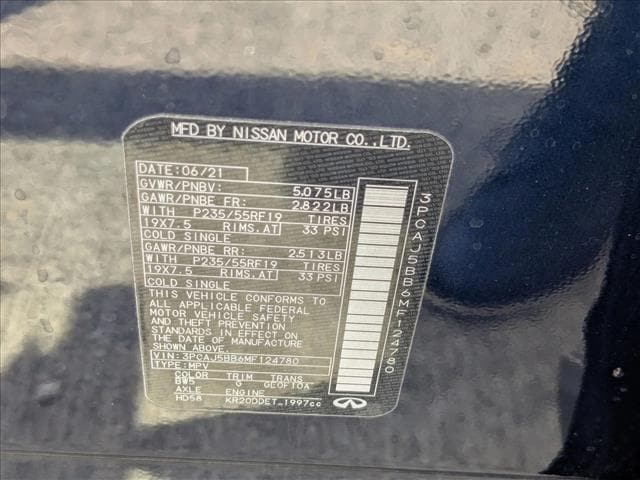 MFD BY NISSAN MOTOR CO.,LTD.
DATE:06/21
GVWR/PNBV: 5,075LB
GAWR/PNBE FR: 2,822LB
WITH P235/55RF19 TIRES
19X7.5 RIMS.AT 33 PSI
COLD SINGLE
GAWR/PNBE RR: 2,513LB
WITH P235/55RF19 TIRES
19X7.5 RIMS.AT 33 PSI
COLD SINGLE
THIS VEHICLE CONFORMS TO
ALL APPLICABLE FEDERAL
MOTOR VEHICLE SAFETY
AND THEFT PREVENTION
STANDARDS IN EFFECT ON
THE DATE OF MANUFACTURE
SHOWN ABOVE.
VIN:3PCAJ5BB6MF124780
TYPE:MPV
COLOR TRIM TRANS
BW5 G GE0F10A
AXLE ENGINE
HD58 KR20DDET_1997cc
INFINITI
3PCAJ5BB6MF124780